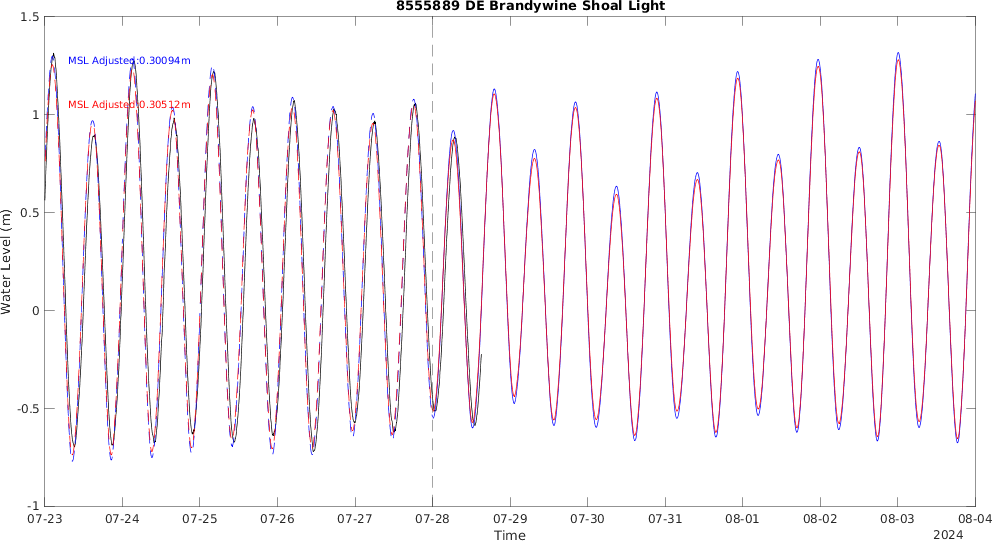 8555889 DE Brandywine Shoal Light
1.5
MSL Adjusted:0.30094m
MSL Adjusted:0.30512m
1
0.5
0
-0.5
-1
Water Level (m)
07-23 07-24 07-25 07-26 07-27 07-28 07-29 07-30 07-31 08-01 08-02 08-03 08-04
Time
2024